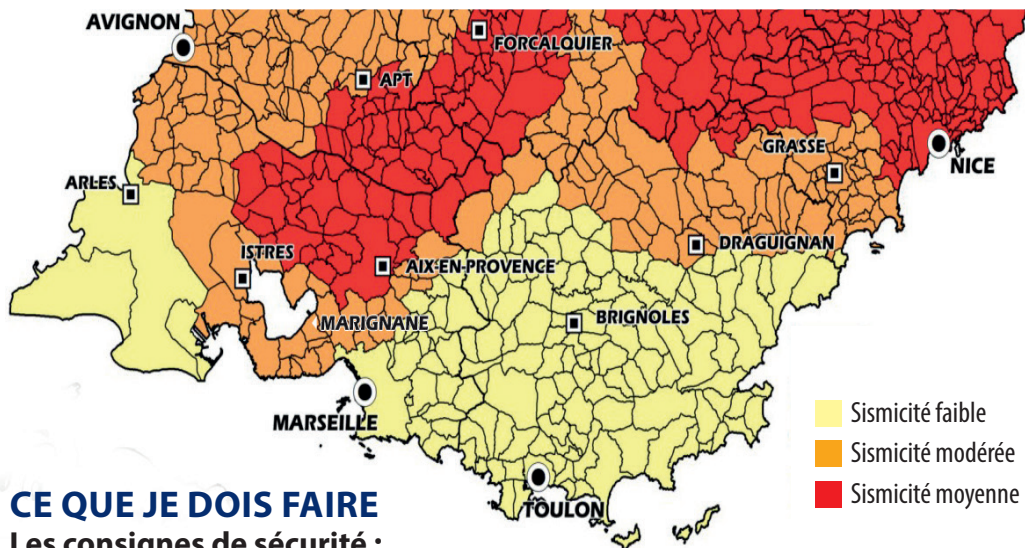 AVIGNON
FORCALQUIER
APT
GRASSE
NICE
ARLES
ISTRES
DRAGUIGNAN
AIX-EN-PROVENCE
MARIGNANE
BRIGNOLES
MARSEILLE
TOULON
Sismicité faible
Sismicité modérée
Sismicité moyenne
CE QUE JE DOIS FAIRE
Les consignes de sécurité :